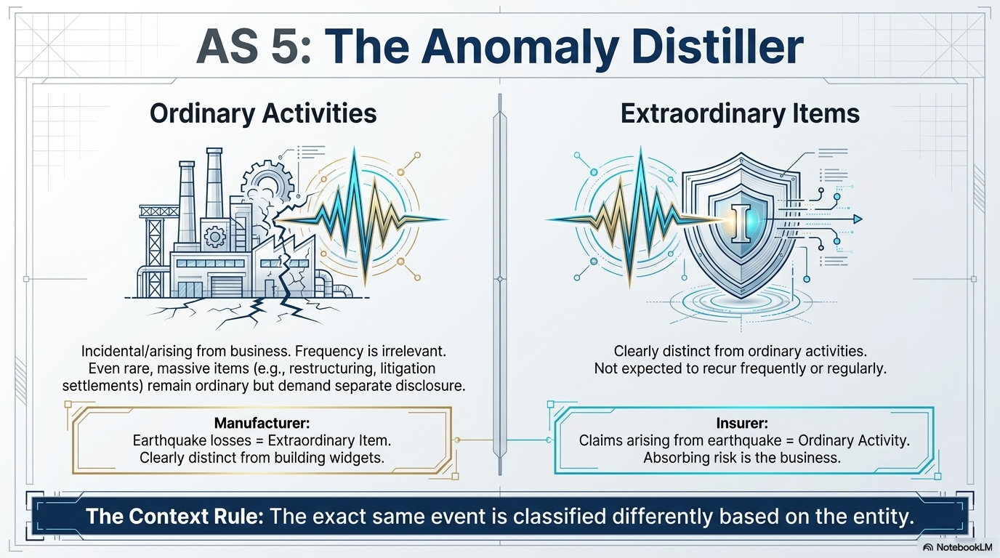 AS 5: The Anomaly Distiller
Ordinary Activities
Incidental/arising from business. Frequency is irrelevant.
Even rare, massive items (e.g., restructuring, litigation
settlements) remain ordinary but demand separate disclosure.
Manufacturer:
Earthquake losses = Extraordinary Item.
Clearly distinct from building widgets.
Extraordinary Items
I
Clearly distinct from ordinary activities.
Not expected to recur frequently or regularly.
Insurer:
Claims arising from earthquake = Ordinary Activity.
Absorbing risk is the business.
The Context Rule: The exact same event is classified differently based on the entity.
NotebookLM